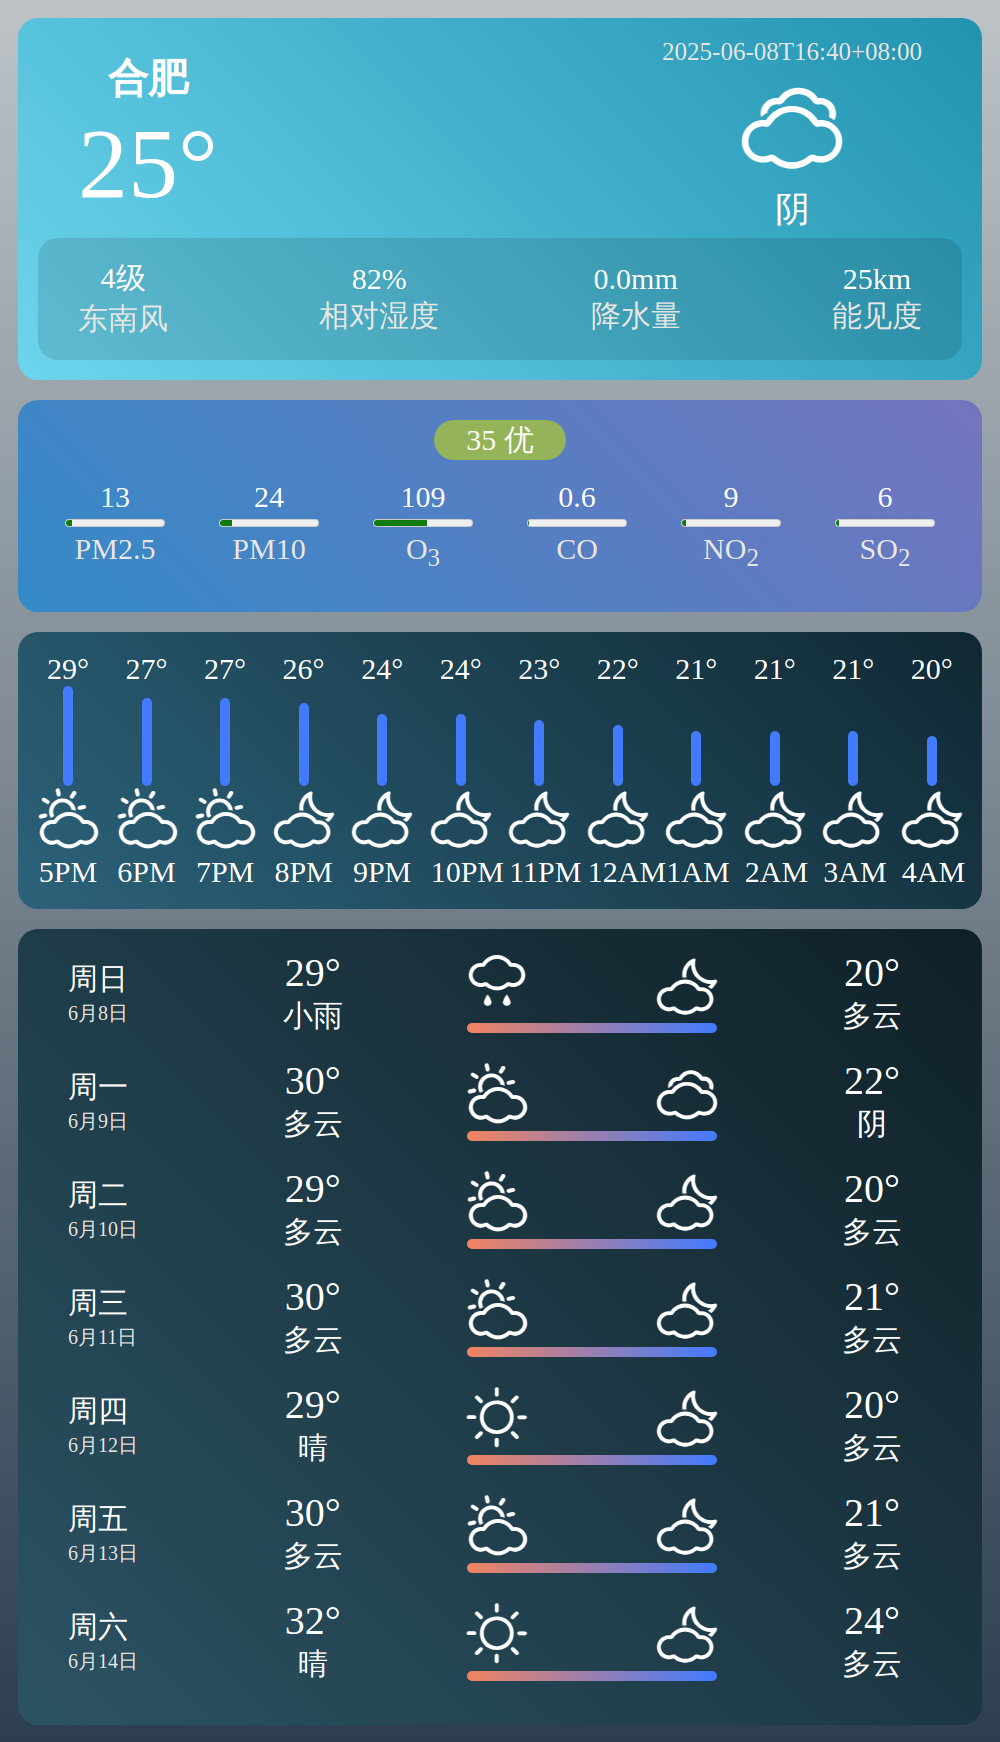 合肥
25°
2025-06-08T16:40+08:00
阴
4级 82% 0.0mm 25km
东南风 相对湿度 降水量 能见度
35 优
13 24 109 0.6 9 6
PM2.5 PM10 O3 CO NO2 SO2
29° 27° 27° 26° 24° 24° 23° 22° 21° 21° 21° 20°
5PM 6PM 7PM 8PM 9PM 10PM 11PM 12AM 1AM 2AM 3AM 4AM
周日 29° 20°
6月8日 小雨 多云
周一 30° 22°
6月9日 多云 阴
周二 29° 20°
6月10日 多云 多云
周三 30° 21°
6月11日 多云 多云
周四 29° 20°
6月12日 晴 多云
周五 30° 21°
6月13日 多云 多云
周六 32° 24°
6月14日 晴 多云